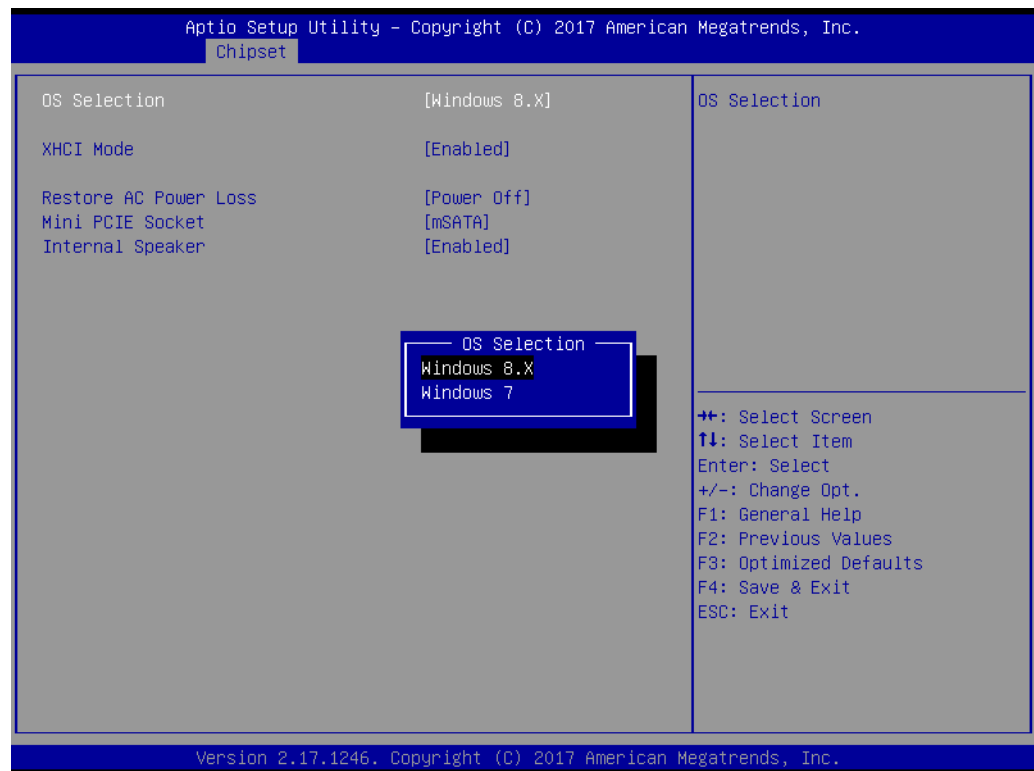 Aptio Setup Utility – Copyright (C) 2017 American Megatrends, Inc.
Chipset
OS Selection [Windows 8.X]
XHCI Mode [Enabled]
Restore AC Power Loss [Power Off]
Mini PCIE Socket [mSATA]
Internal Speaker [Enabled]
OS Selection
Windows 8.X
Windows 7
OS Selection
→←: Select Screen
↑↓: Select Item
Enter: Select
+/-: Change Opt.
F1: General Help
F2: Previous Values
F3: Optimized Defaults
F4: Save & Exit
ESC: Exit
Version 2.17.1246. Copyright (C) 2017 American Megatrends, Inc.